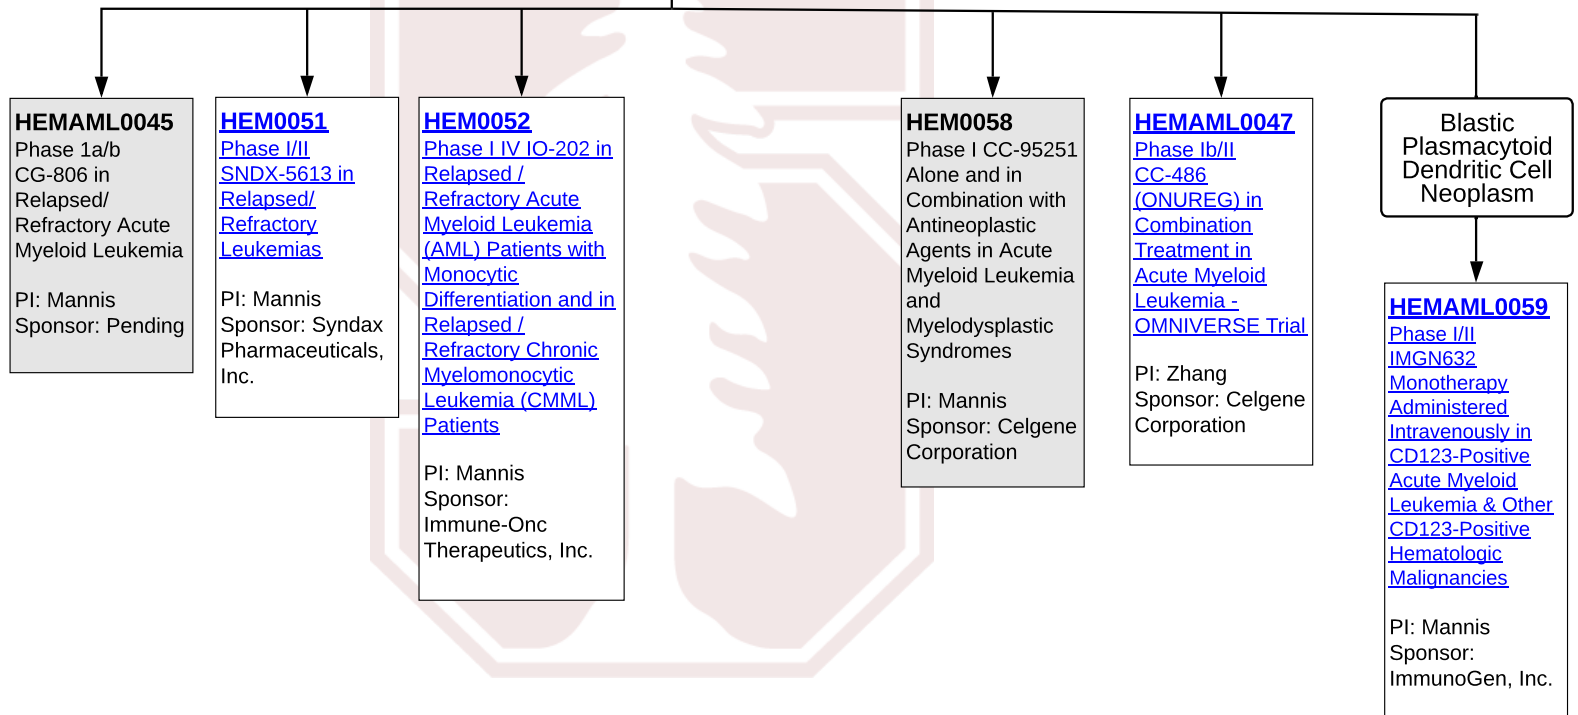 HEMAML0045
Phase 1a/b
CG-806 in
Relapsed/
Refractory Acute
Myeloid Leukemia
PI: Mannis
Sponsor: Pending
HEM0051
Phase I/II
SNDX-5613 in
Relapsed/
Refractory
Leukemias
PI: Mannis
Sponsor: Syndax
Pharmaceuticals,
Inc.
HEM0052
Phase I IV IO-202 in
Relapsed /
Refractory Acute
Myeloid Leukemia
(AML) Patients with
Monocytic
Differentiation and in
Relapsed /
Refractory Chronic
Myelomonocytic
Leukemia (CMML)
Patients
PI: Mannis
Sponsor:
Immune-Onc
Therapeutics, Inc.
HEM0058
Phase I CC-95251
Alone and in
Combination with
Antineoplastic
Agents in Acute
Myeloid Leukemia
and
Myelodysplastic
Syndromes
PI: Mannis
Sponsor: Celgene
Corporation
HEMAML0047
Phase Ib/II
CC-486
(ONUREG) in
Combination
Treatment in
Acute Myeloid
Leukemia -
OMNIVERSE Trial
PI: Zhang
Sponsor: Celgene
Corporation
Blastic
Plasmacytoid
Dendritic Cell
Neoplasm
HEMAML0059
Phase I/II
IMGN632
Monotherapy
Administered
Intravenously in
CD123-Positive
Acute Myeloid
Leukemia & Other
CD123-Positive
Hematologic
Malignancies
PI: Mannis
Sponsor:
ImmunoGen, Inc.